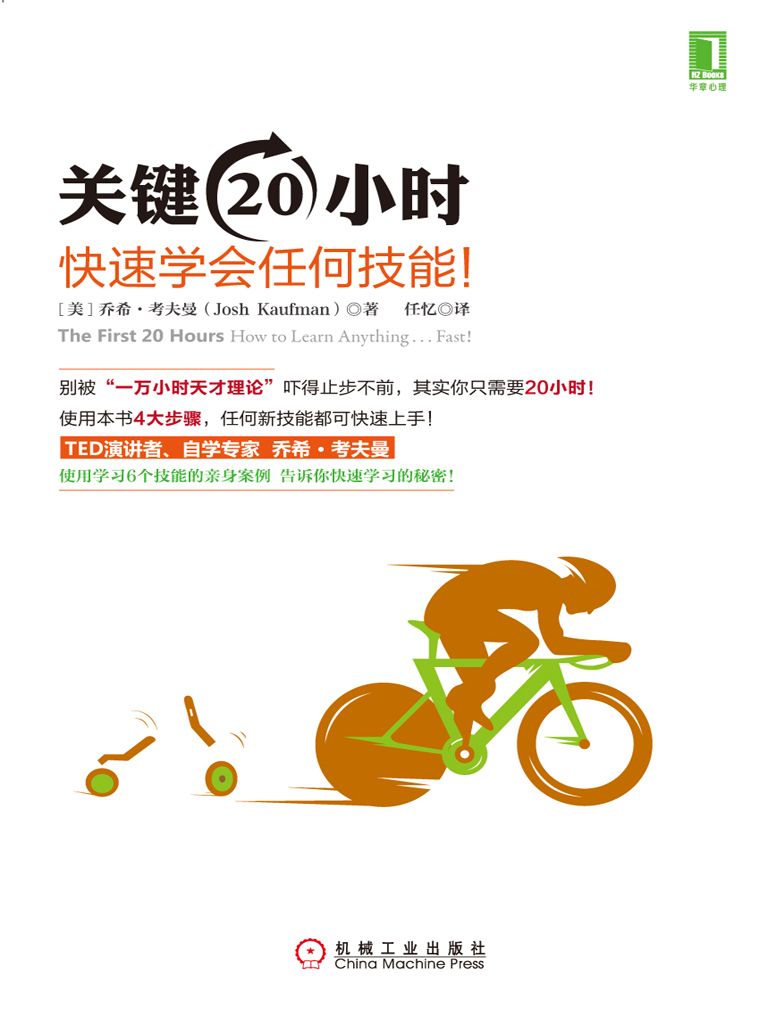 HZ Books
华章心理
关键20小时
快速学会任何技能！
［美］乔希·考夫曼（Josh Kaufman）◎著 任忆◎译
The First 20 Hours How to Learn Anything...Fast!
别被“一万小时天才理论”吓得止步不前，其实你只需要20小时！
使用本书4大步骤，任何新技能都可快速上手！
TED演讲者、自学专家 乔希·考夫曼
使用学习6个技能的亲身案例 告诉你快速学习的秘密！
机械工业出版社
China Machine Press